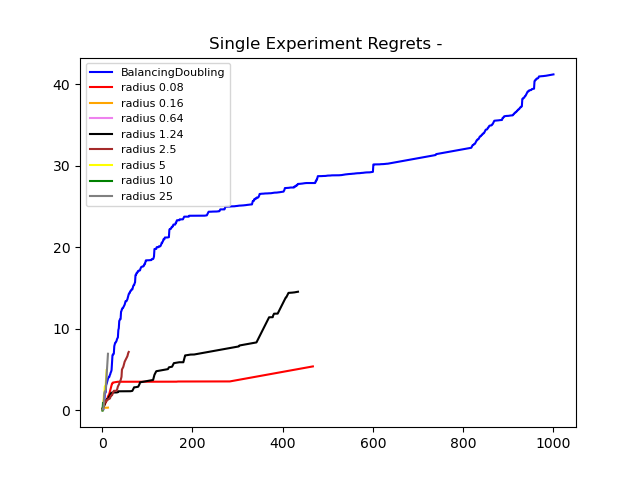 Single Experiment Regrets -
BalancingDoubling
radius 0.08
radius 0.16
radius 0.64
radius 1.24
radius 2.5
radius 5
radius 10
radius 25
40
30
20
10
0
0 200 400 600 800 1000